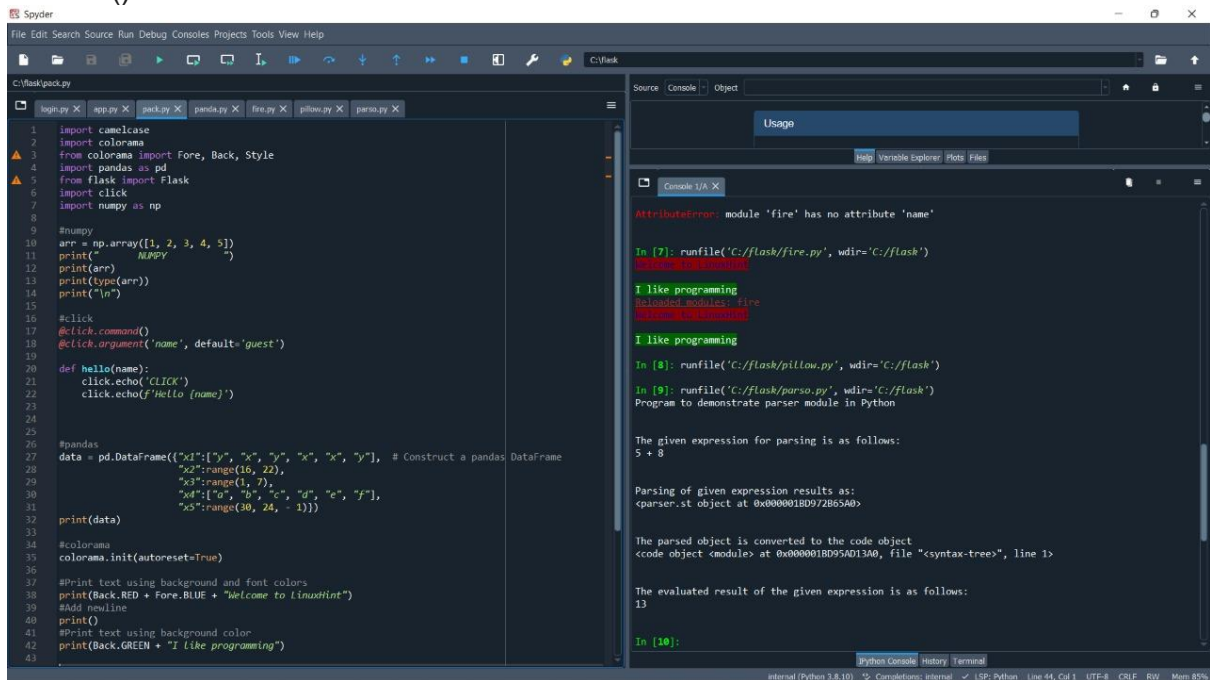 ()
Spyder
File Edit Search Source Run Debug Consoles Projects Tools View Help
C:\flask
C:\flask\pack.py
login.py X app.py X pack.py X panda.py X fire.py X pillow.py X parso.py X
1 import camelcase
2 import colorama
3 from colorama import Fore, Back, Style
4 import pandas as pd
5 from flask import Flask
6 import click
7 import numpy as np
8
9 #numpy
10 arr = np.array([1, 2, 3, 4, 5])
11 print("          NUMPY          ")
12 print(arr)
13 print(type(arr))
14 print("\n")
15
16 #click
17 @click.command()
18 @click.argument('name', default='guest')
19
20 def hello(name):
21     click.echo('CLICK')
22     click.echo(f'Hello {name}')
23
24
25
26 #pandas
27 data = pd.DataFrame({"x1":["y", "x", "y", "x", "x", "y"],  # Construct a pandas DataFrame
28                      "x2":range(16, 22),
29                      "x3":range(1, 7),
30                      "x4":["a", "b", "c", "d", "e", "f"],
31                      "x5":range(30, 24, - 1)})
32 print(data)
33
34 #colorama
35 colorama.init(autoreset=True)
36
37 #Print text using background and font colors
38 print(Back.RED + Fore.BLUE + "Welcome to LinuxHint")
39 #Add newline
40 print()
41 #Print text using background color
42 print(Back.GREEN + "I like programming")
43
Source Console Object
Usage
Help Variable Explorer Plots Files
Console 1/A X
AttributeError: module 'fire' has no attribute 'name'
In [7]: runfile('C:/flask/fire.py', wdir='C:/flask')
Welcome to LinuxHint
I like programming
Reloaded modules: fire
Welcome to LinuxHint
I like programming
In [8]: runfile('C:/flask/pillow.py', wdir='C:/flask')
In [9]: runfile('C:/flask/parso.py', wdir='C:/flask')
Program to demonstrate parser module in Python
The given expression for parsing is as follows:
5 + 8
Parsing of given expression results as:
<parser.st object at 0x000001BD972B65A0>
The parsed object is converted to the code object
<code object <module> at 0x000001BD95AD13A0, file "<syntax-tree>", line 1>
The evaluated result of the given expression is as follows:
13
In [10]:
IPython Console History Terminal
internal (Python 3.8.10) Completions: internal LSP: Python Line 44, Col 1 UTF-8 CRLF RW Mem 85%